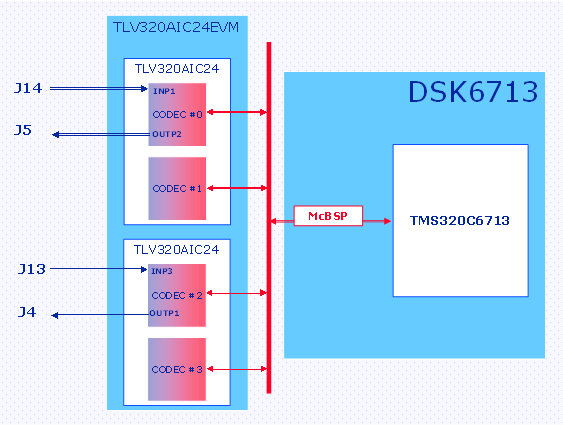 TLV320AIC24EVM
TLV320AIC24
J14
INP1
CODEC #0
J5
OUTP2
CODEC #1
TLV320AIC24
J13
INP3
CODEC #2
J4
OUTP1
CODEC #3
McBSP
DSK6713
TMS320C6713